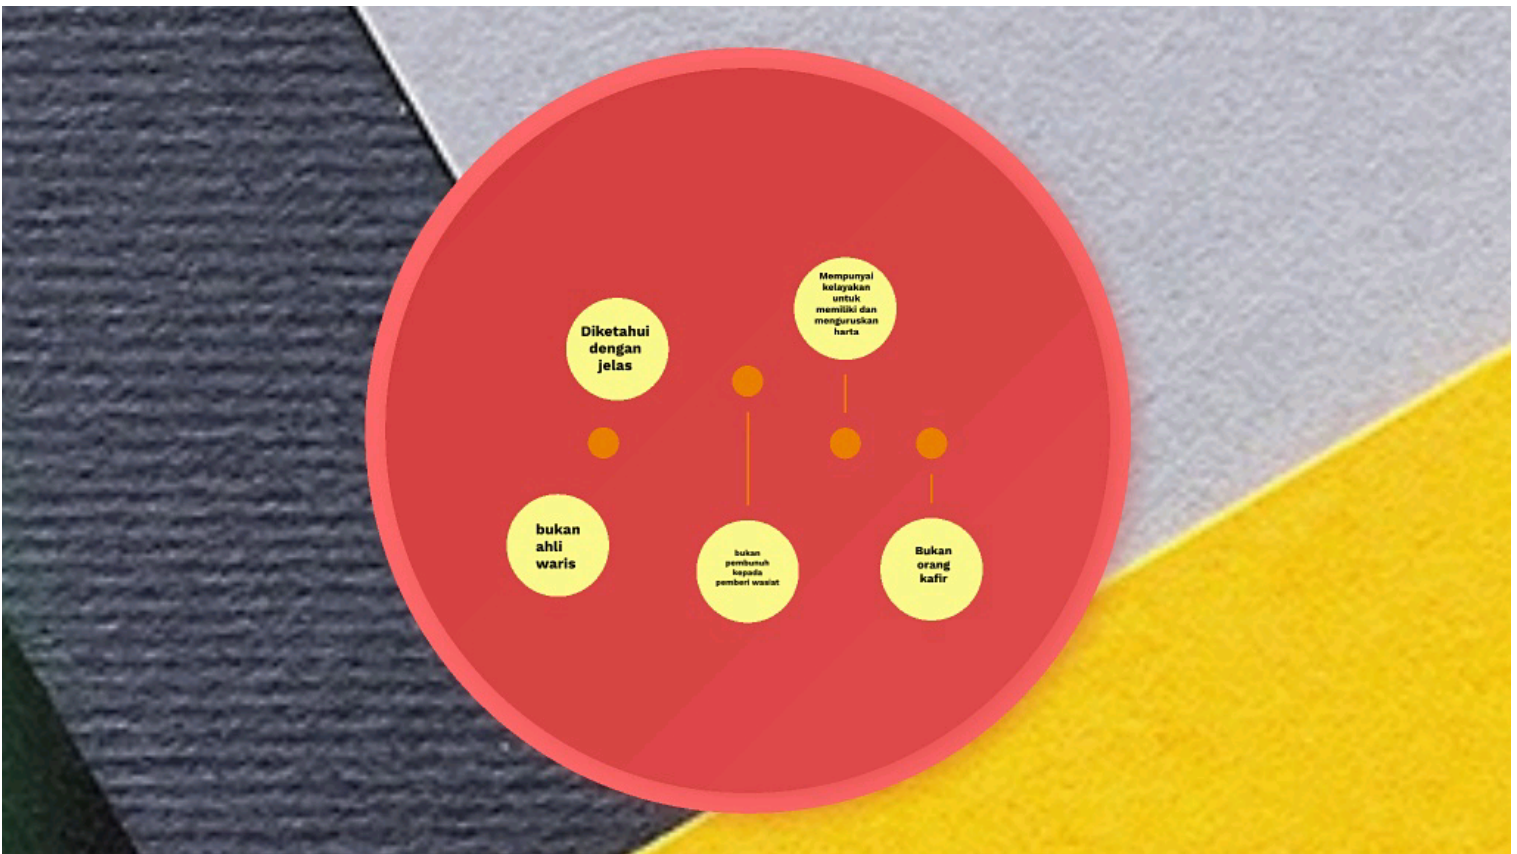 Diketahui
dengan
jelas
Mempunyai
kelayakan
untuk
memiliki dan
menguruskan
harta
bukan
ahli
waris
bukan
pembunuh
kepada
pemberi wasiat
Bukan
orang
kafir